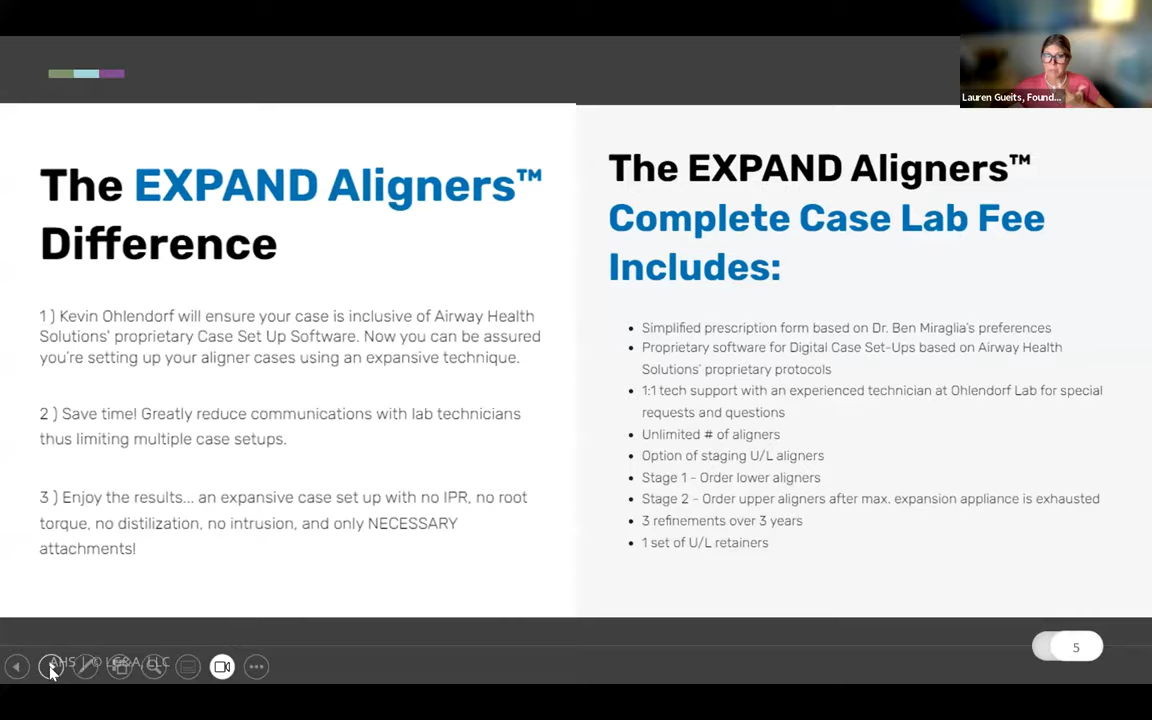 Lauren Gueits, Found...
The EXPAND Aligners™
Difference
1 ) Kevin Ohlendorf will ensure your case is inclusive of Airway Health
Solutions' proprietary Case Set Up Software. Now you can be assured
you're setting up your aligner cases using an expansive technique.
2 ) Save time! Greatly reduce communications with lab technicians
thus limiting multiple case setups.
3 ) Enjoy the results... an expansive case set up with no IPR, no root
torque, no distilization, no intrusion, and only NECESSARY
attachments!
The EXPAND Aligners™
Complete Case Lab Fee
Includes:
• Simplified prescription form based on Dr. Ben Miraglia's preferences
• Proprietary software for Digital Case Set-Ups based on Airway Health
Solutions' proprietary protocols
• 1:1 tech support with an experienced technician at Ohlendorf Lab for special
requests and questions
• Unlimited # of aligners
• Option of staging U/L aligners
• Stage 1 - Order lower aligners
• Stage 2 - Order upper aligners after max. expansion appliance is exhausted
• 3 refinements over 3 years
• 1 set of U/L retainers
AHS | © LLC
5